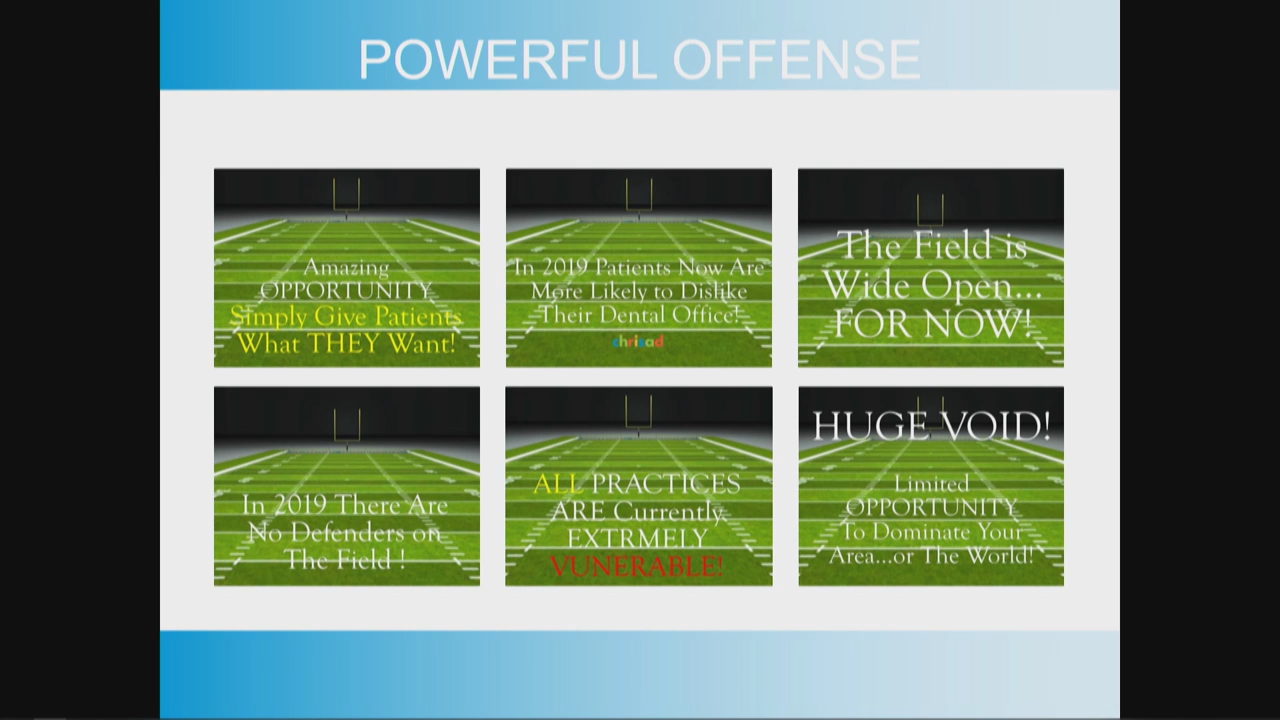 POWERFUL OFFENSE
Amazing
OPPORTUNITY
Simply Give Patients
What THEY Want!
In 2019 Patients Now Are
More Likely to Dislike
Their Dental Office!
chrisad
The Field is
Wide Open...
FOR NOW!
In 2019 There Are
No Defenders on
The Field !
ALL PRACTICES
ARE Currently
EXTRMELY
VUNERABLE!
HUGE VOID!
Limited
OPPORTUNITY
To Dominate Your
Area...or The World!